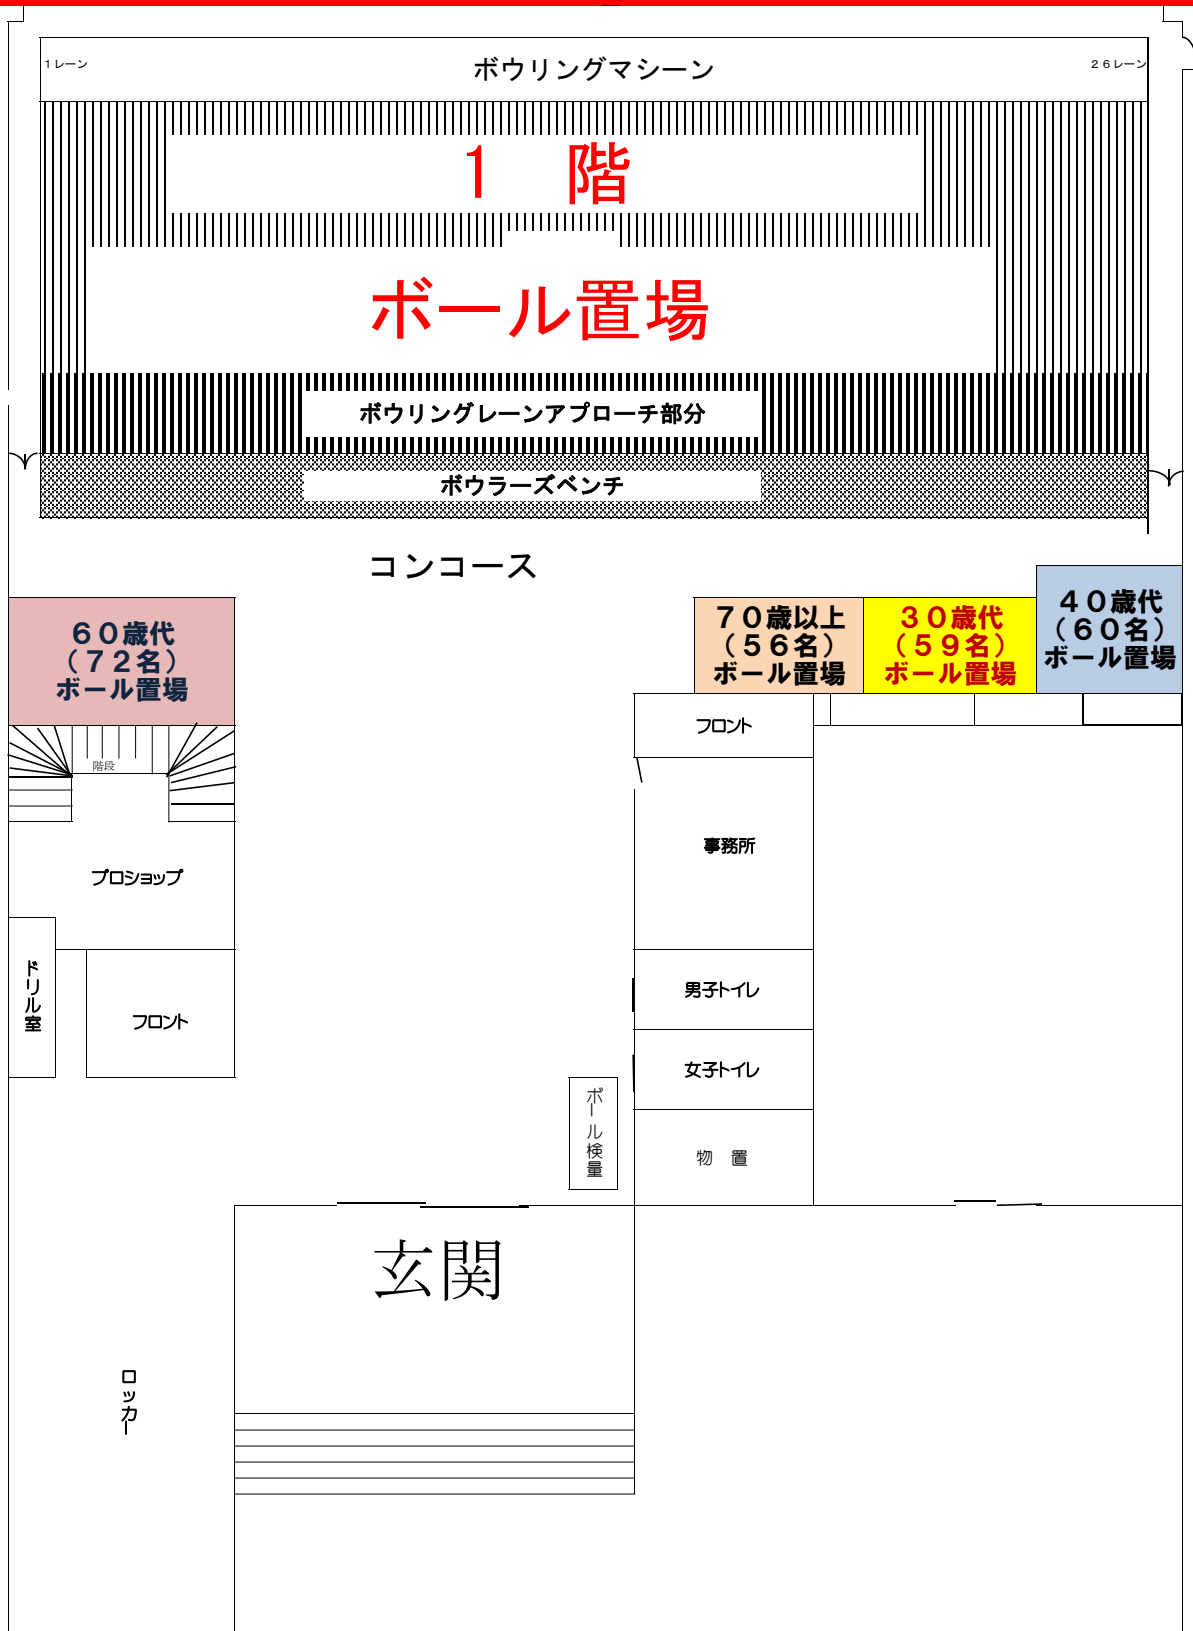 １レーン
ボウリングマシーン
２６レーン
１　階
ボール置場
ボウリングレーンアプローチ部分
ボウラーズベンチ
コンコース
６０歳代
（７２名）
ボール置場
７０歳以上
（５６名）
ボール置場
３０歳代
（５９名）
ボール置場
４０歳代
（６０名）
ボール置場
フロント
階段
事務所
プロショップ
ドリル室
フロント
男子トイレ
女子トイレ
ボール検量
物　置
玄関
ロッカー